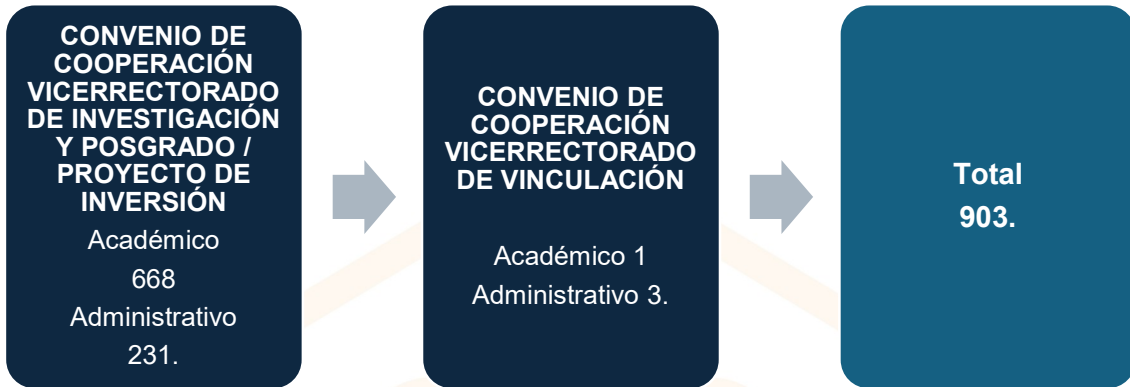 CONVENIO DE
COOPERACIÓN
VICERRECTORADO
DE INVESTIGACIÓN
Y POSGRADO /
PROYECTO DE
INVERSIÓN
Académico
668
Administrativo
231.
CONVENIO DE
COOPERACIÓN
VICERRECTORADO
DE VINCULACIÓN
Académico 1
Administrativo 3.
Total
903.